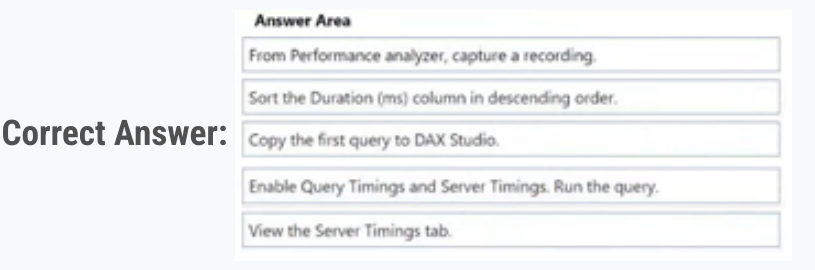 Answer Area
From Performance analyzer, capture a recording.
Sort the Duration (ms) column in descending order.
Correct Answer:
Copy the first query to DAX Studio.
Enable Query Timings and Server Timings. Run the query.
View the Server Timings tab.